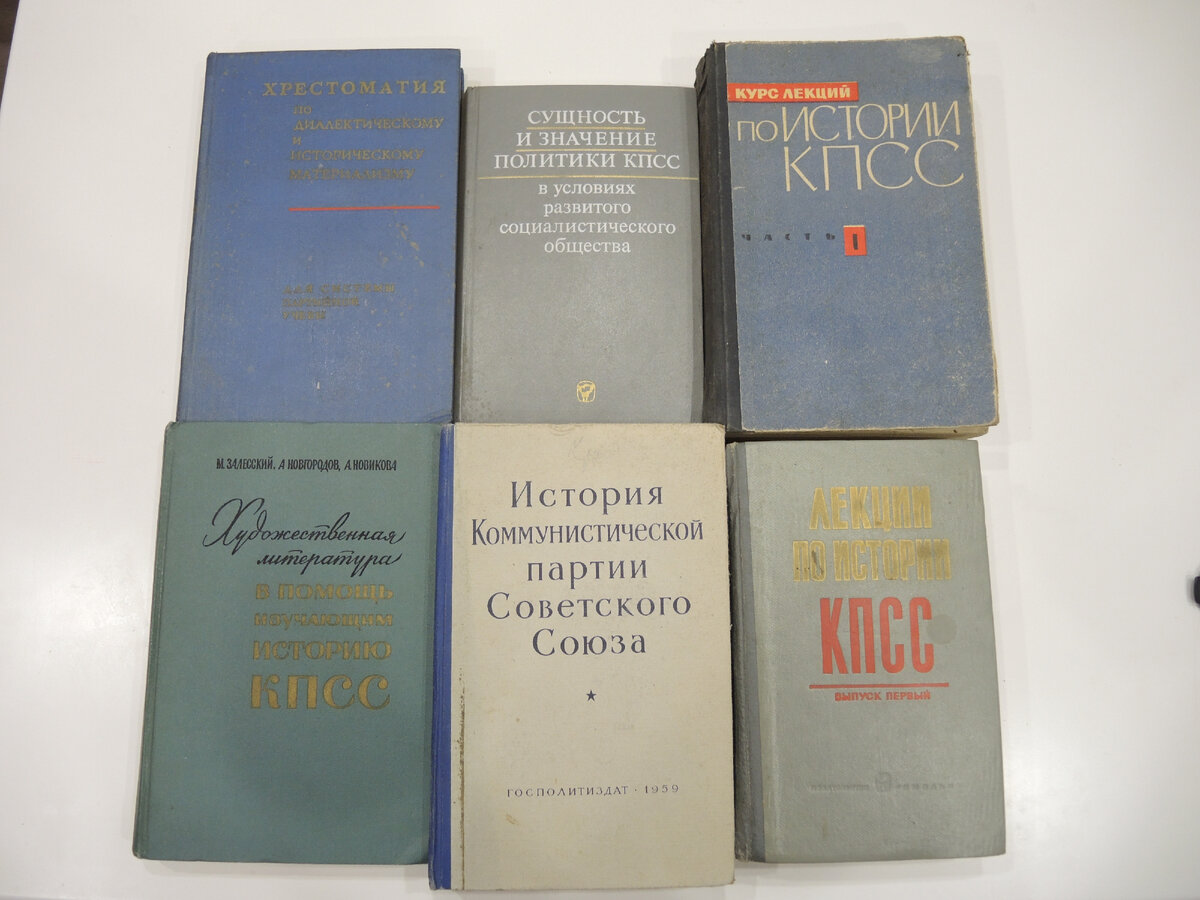 ХРЕСТОМАТИЯ
ПО
ДИАЛЕКТИЧЕСКОМУ
И
ИСТОРИЧЕСКОМУ
МАТЕРИАЛИЗМУ
ДЛЯ СИСТЕМЫ
СУЩНОСТЬ
И ЗНАЧЕНИЕ
ПОЛИТИКИ КПСС
в условиях
развитого
социалистического
общества
КУРС ЛЕКЦИЙ
ПО ИСТОРИИ
КПСС
ЧАСТЬ I
М. ЗАЛЕССКИЙ, А НОВГОРОДОВ, А. НОВИКОВА
Художественная
литература
В ПОМОЩЬ
ИЗУЧАЮЩИМ
ИСТОРИЮ
КПСС
История
Коммунистической
партии
Советского
Союза
ГОСПОЛИТИЗДАТ · 1959
ЛЕКЦИИ
ПО ИСТОРИИ
КПСС
ВЫПУСК ПЕРВЫЙ